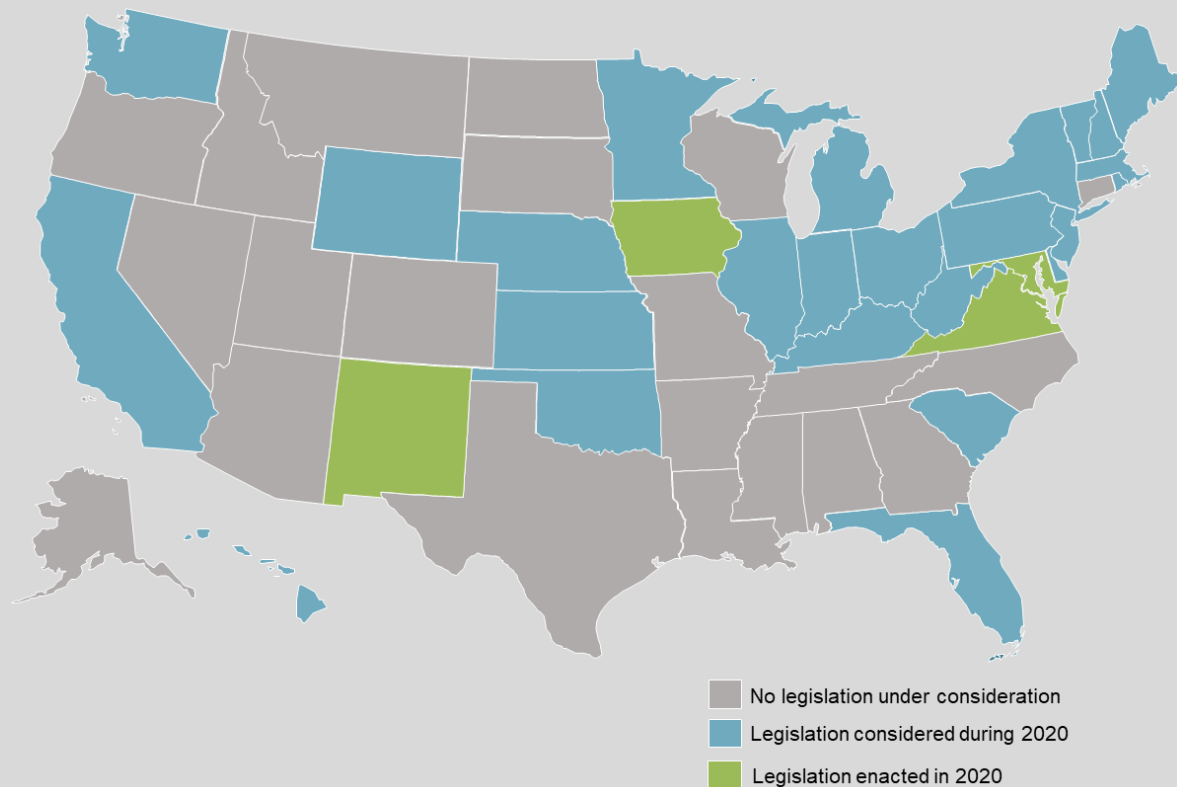 No legislation under consideration
Legislation considered during 2020
Legislation enacted in 2020